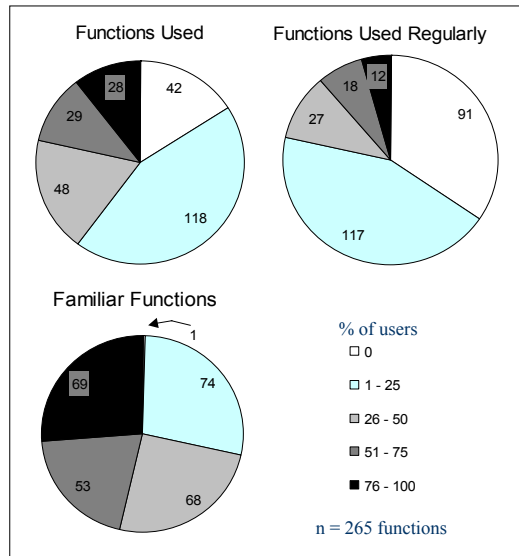 Functions Used
28
42
29
48
118
Functions Used Regularly
12
18
91
27
117
Familiar Functions
1
69
74
53
68
% of users
0
1 - 25
26 - 50
51 - 75
76 - 100
n = 265 functions